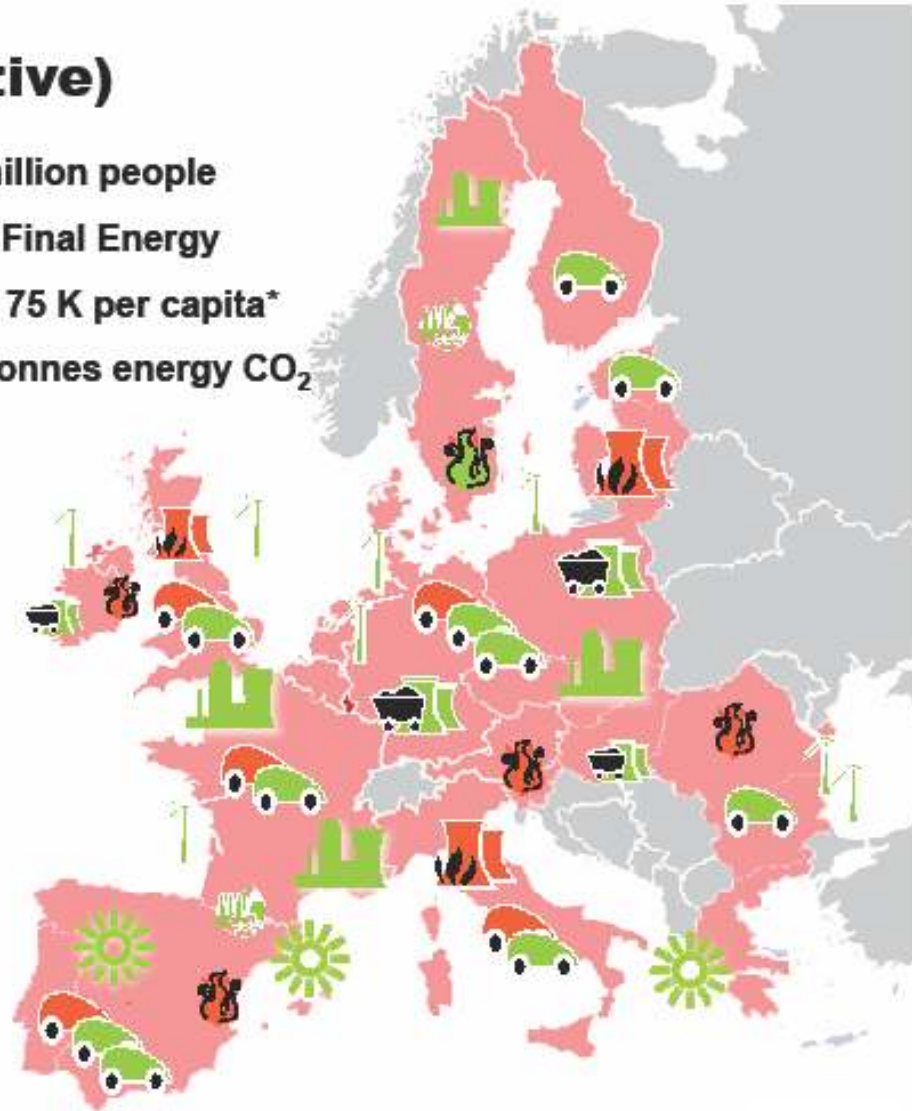 tive)
illion people
Final Energy
75 K per capita*
onnes energy CO₂